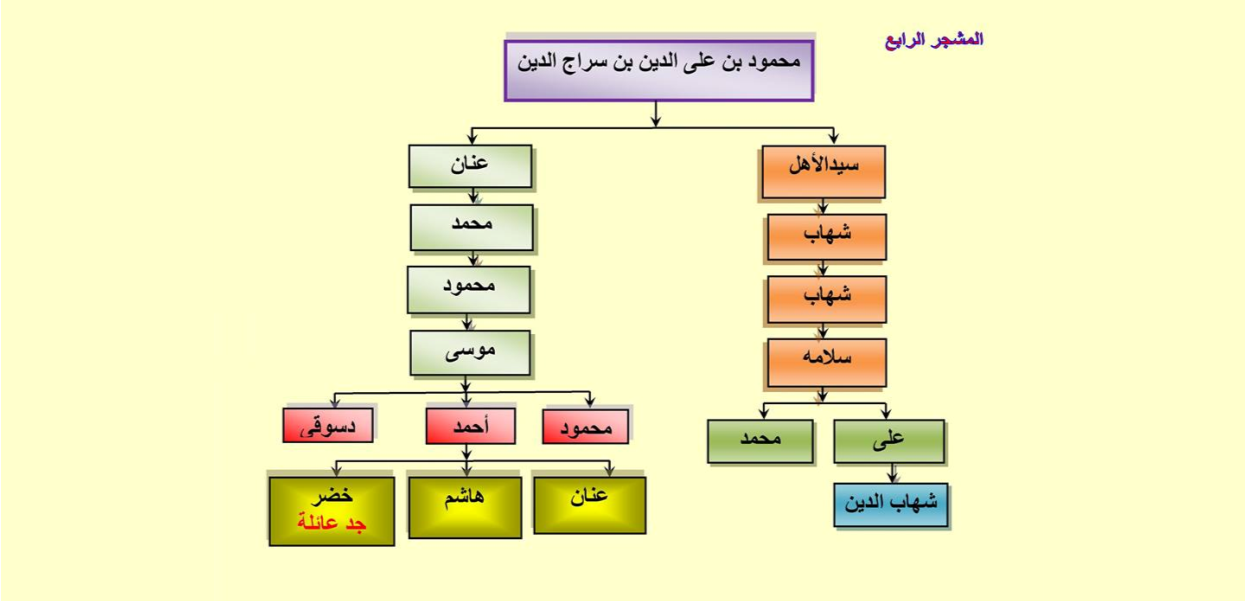 المشجر الرابع
محمود بن على الدين بن سراج الدين
سيدالأهل
عنان
شهاب
محمد
شهاب
محمود
سلامه
موسى
على
محمد
محمود
أحمد
دسوقى
شهاب الدين
عنان
هاشم
خضر
جد عائلة